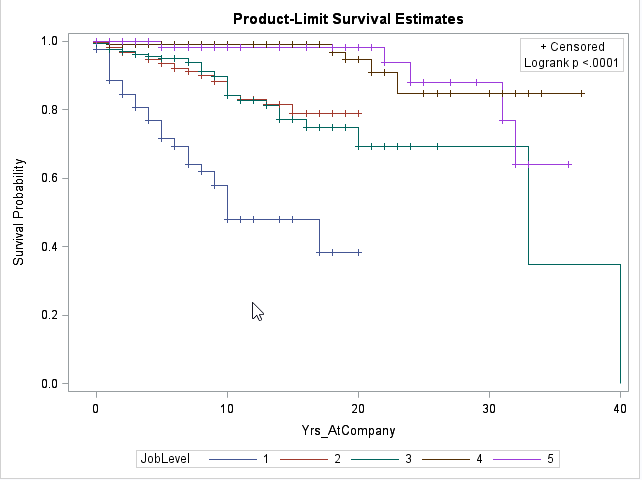 Product-Limit Survival Estimates
+ Censored
Logrank p <.0001
1.0
0.8
0.6
0.4
0.2
0.0
Survival Probability
0 10 20 30 40
Yrs_AtCompany
JobLevel 1 2 3 4 5